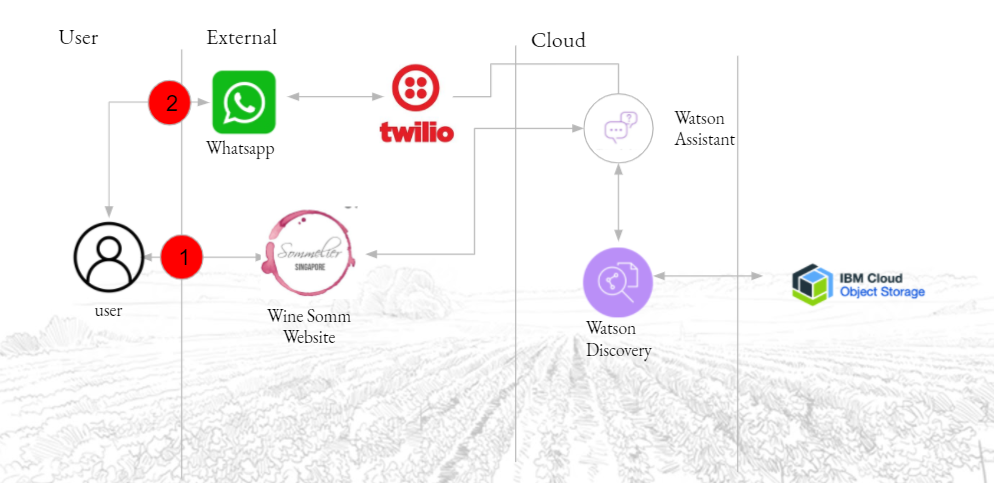 User
External
Cloud
2
Whatsapp
twilio
Watson
Assistant
1
Sommelier
SINGAPORE
user
Wine Somm
Website
Watson
Discovery
IBM Cloud
Object Storage